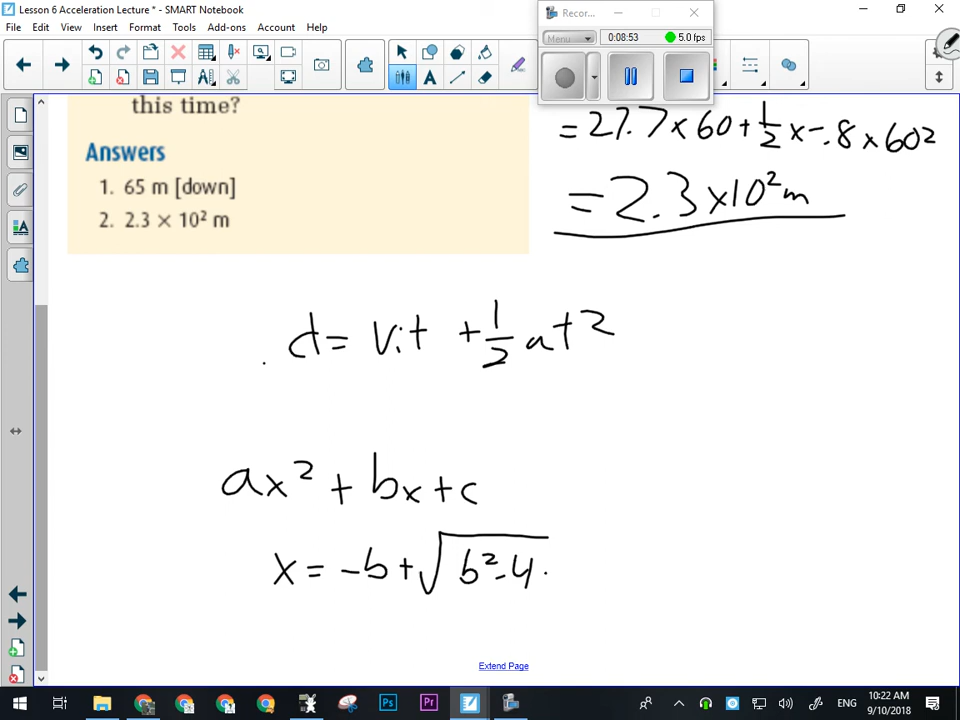 Lesson 6 Acceleration Lecture * - SMART Notebook
Recor...
File Edit View Insert Format Tools Add-ons Account Help
Menu 0:08:53 5.0 fps
this time?
Answers
1. 65 m [down]
2. 2.3 × 10² m
= 27.7 x 60 + 1/2 x -.8 x 60²
= 2.3 x 10² m
d = Vit + 1/2 at²
ax² + bx + c
x = -b + √b² - 4
Extend Page
Ps Pr ENG 10:22 AM
9/10/2018